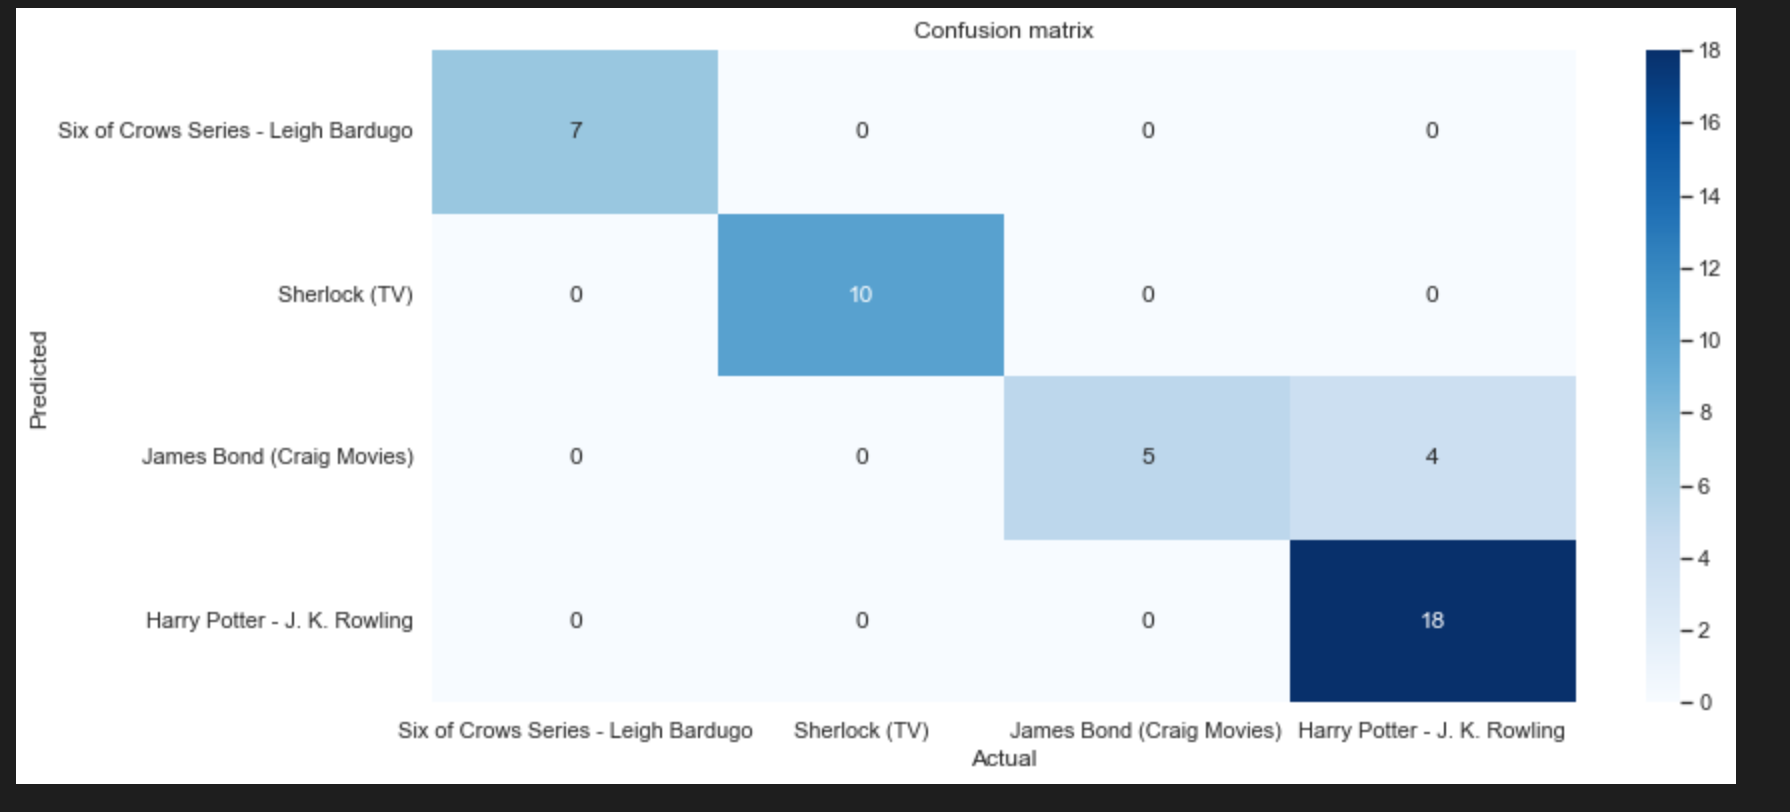 Confusion matrix
Six of Crows Series - Leigh Bardugo
7 0 0 0
Sherlock (TV)
0 10 0 0
James Bond (Craig Movies)
0 0 5 4
Harry Potter - J. K. Rowling
0 0 0 18
Predicted
Six of Crows Series - Leigh Bardugo Sherlock (TV) James Bond (Craig Movies) Harry Potter - J. K. Rowling
Actual
18
16
14
12
10
8
6
4
2
0